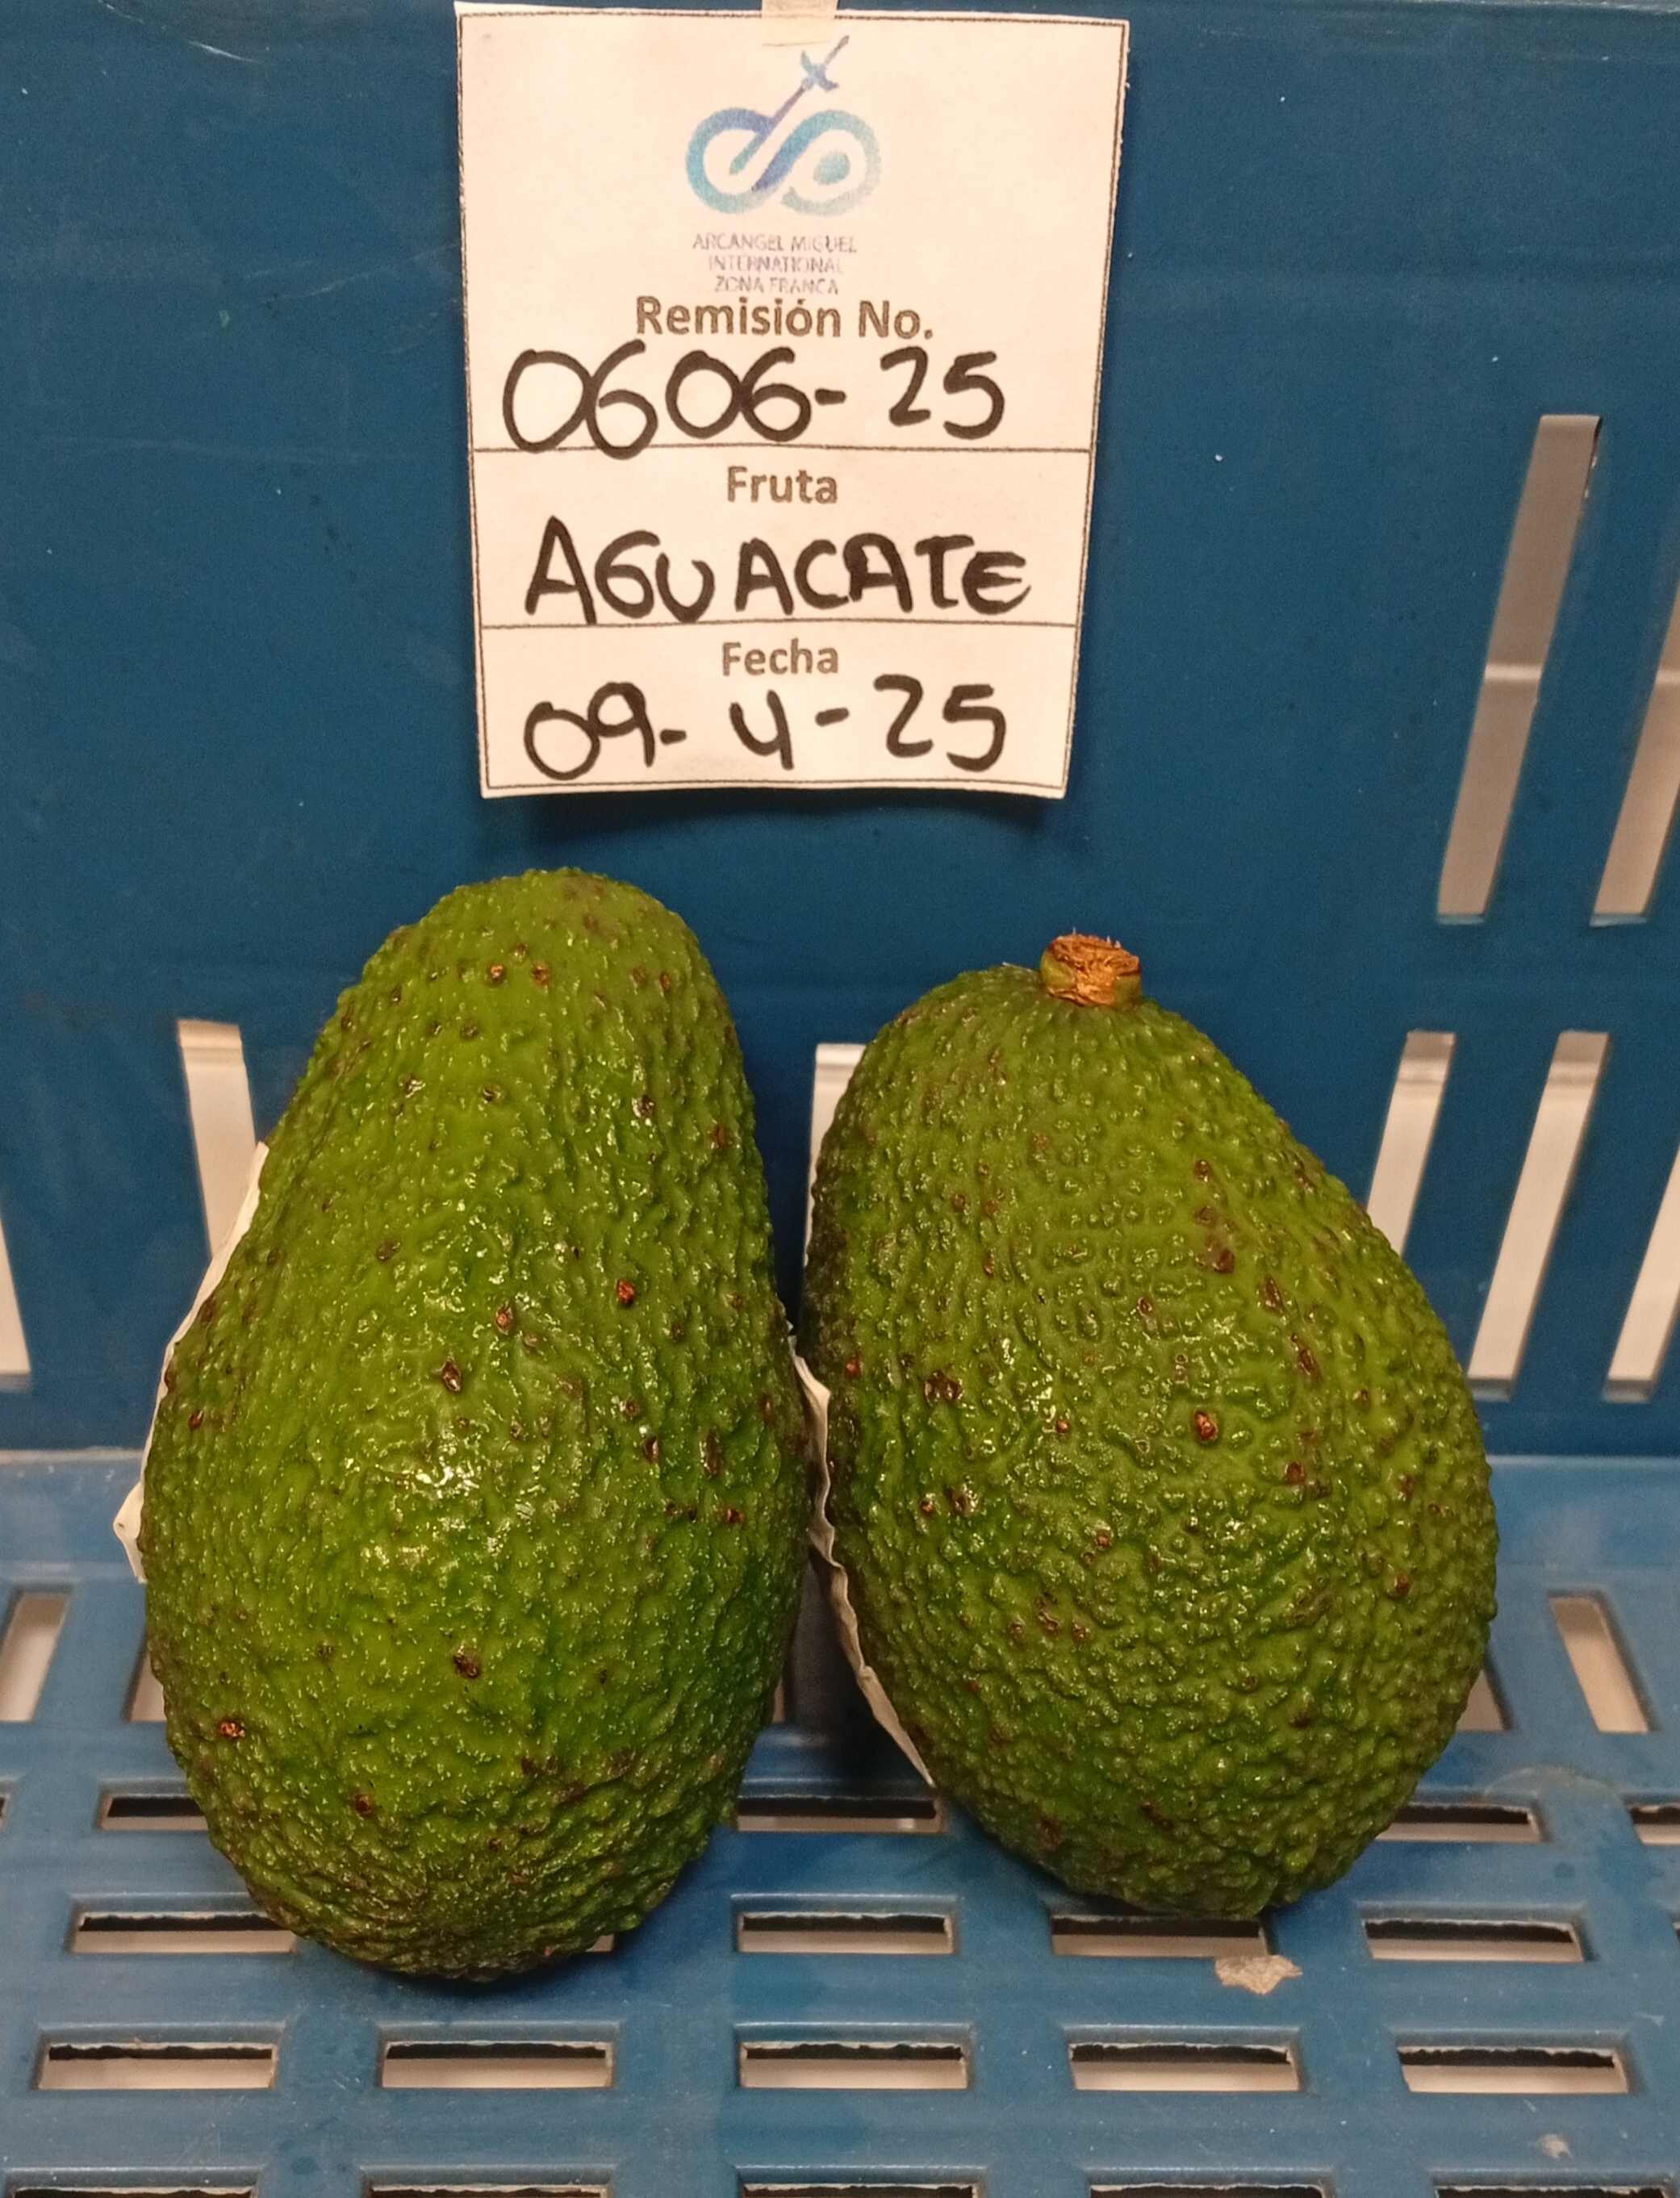 ARCANGEL MIGUEL
INTERNATIONAL
ZONA FRANCA
Remisión No.
0606-25
Fruta
AGUACATE
Fecha
09-4-25